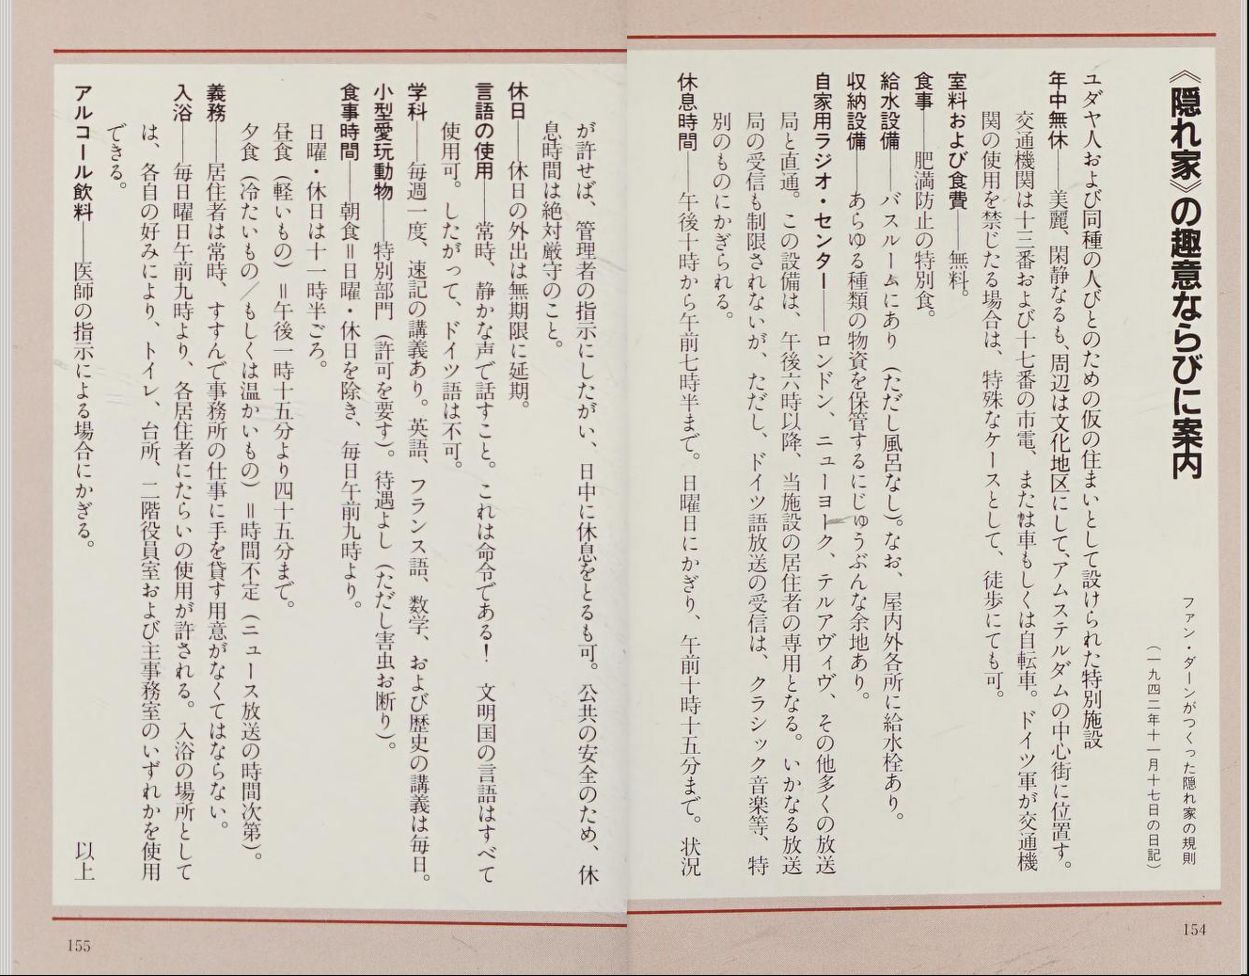 《隠れ家》の趣意ならびに案内
ファン・ダーンがつくった隠れ家の規則
(一九四二年十一月十七日の日記)
ユダヤ人および同種の人びとのための仮の住まいとして設けられた特別施設
年中無休――美麗、閑静なるも、周辺は文化地区にして、アムステルダムの中心街に位置す。
交通機関は十三番および十七番の市電、または車もしくは自転車。ドイツ軍が交通機
関の使用を禁じたる場合は、特殊なケースとして、徒歩にても可。
室料および食費――無料。
食事――肥満防止の特別食。
給水設備――バスルームにあり(ただし風呂なし)。なお、屋内外各所に給水栓あり。
収納設備――あらゆる種類の物資を保管するにじゅうぶんな余地あり。
自家用ラジオ・センター――ロンドン、ニューヨーク、テルアヴィヴ、その他多くの放送
局と直通。この設備は、午後六時以降、当施設の居住者の専用となる。いかなる放送
局の受信も制限されないが、ただし、ドイツ語放送の受信は、クラシック音楽等、特
別のものにかぎられる。
休息時間――午後十時から午前七時半まで。日曜日にかぎり、午前十時十五分まで。状況
154
が許せば、管理者の指示にしたがい、日中に休息をとるも可。公共の安全のため、休
息時間は絶対厳守のこと。
休日――休日の外出は無期限に延期。
言語の使用――常時、静かな声で話すこと。これは命令である! 文明国の言語はすべて
使用可。したがって、ドイツ語は不可。
学科――毎週一度、速記の講義あり。英語、フランス語、数学、および歴史の講義は毎日。
小型愛玩動物――特別部門(許可を要す)。待遇よし(ただし害虫お断り)。
食事時間――朝食=日曜・休日を除き、毎日午前九時より。
日曜・休日は十一時半ごろ。
昼食(軽いもの)=午後一時十五分より四十五分まで。
夕食(冷たいもの/もしくは温かいもの)=時間不定(ニュース放送の時間次第)。
義務――居住者は常時、すすんで事務所の仕事に手を貸す用意がなくてはならない。
入浴――毎日曜日午前九時より、各居住者にたらいの使用が許される。入浴の場所として
は、各自の好みにより、トイレ、台所、二階役員室および主事務室のいずれかを使用
できる。
アルコール飲料――医師の指示による場合にかぎる。
以上
155